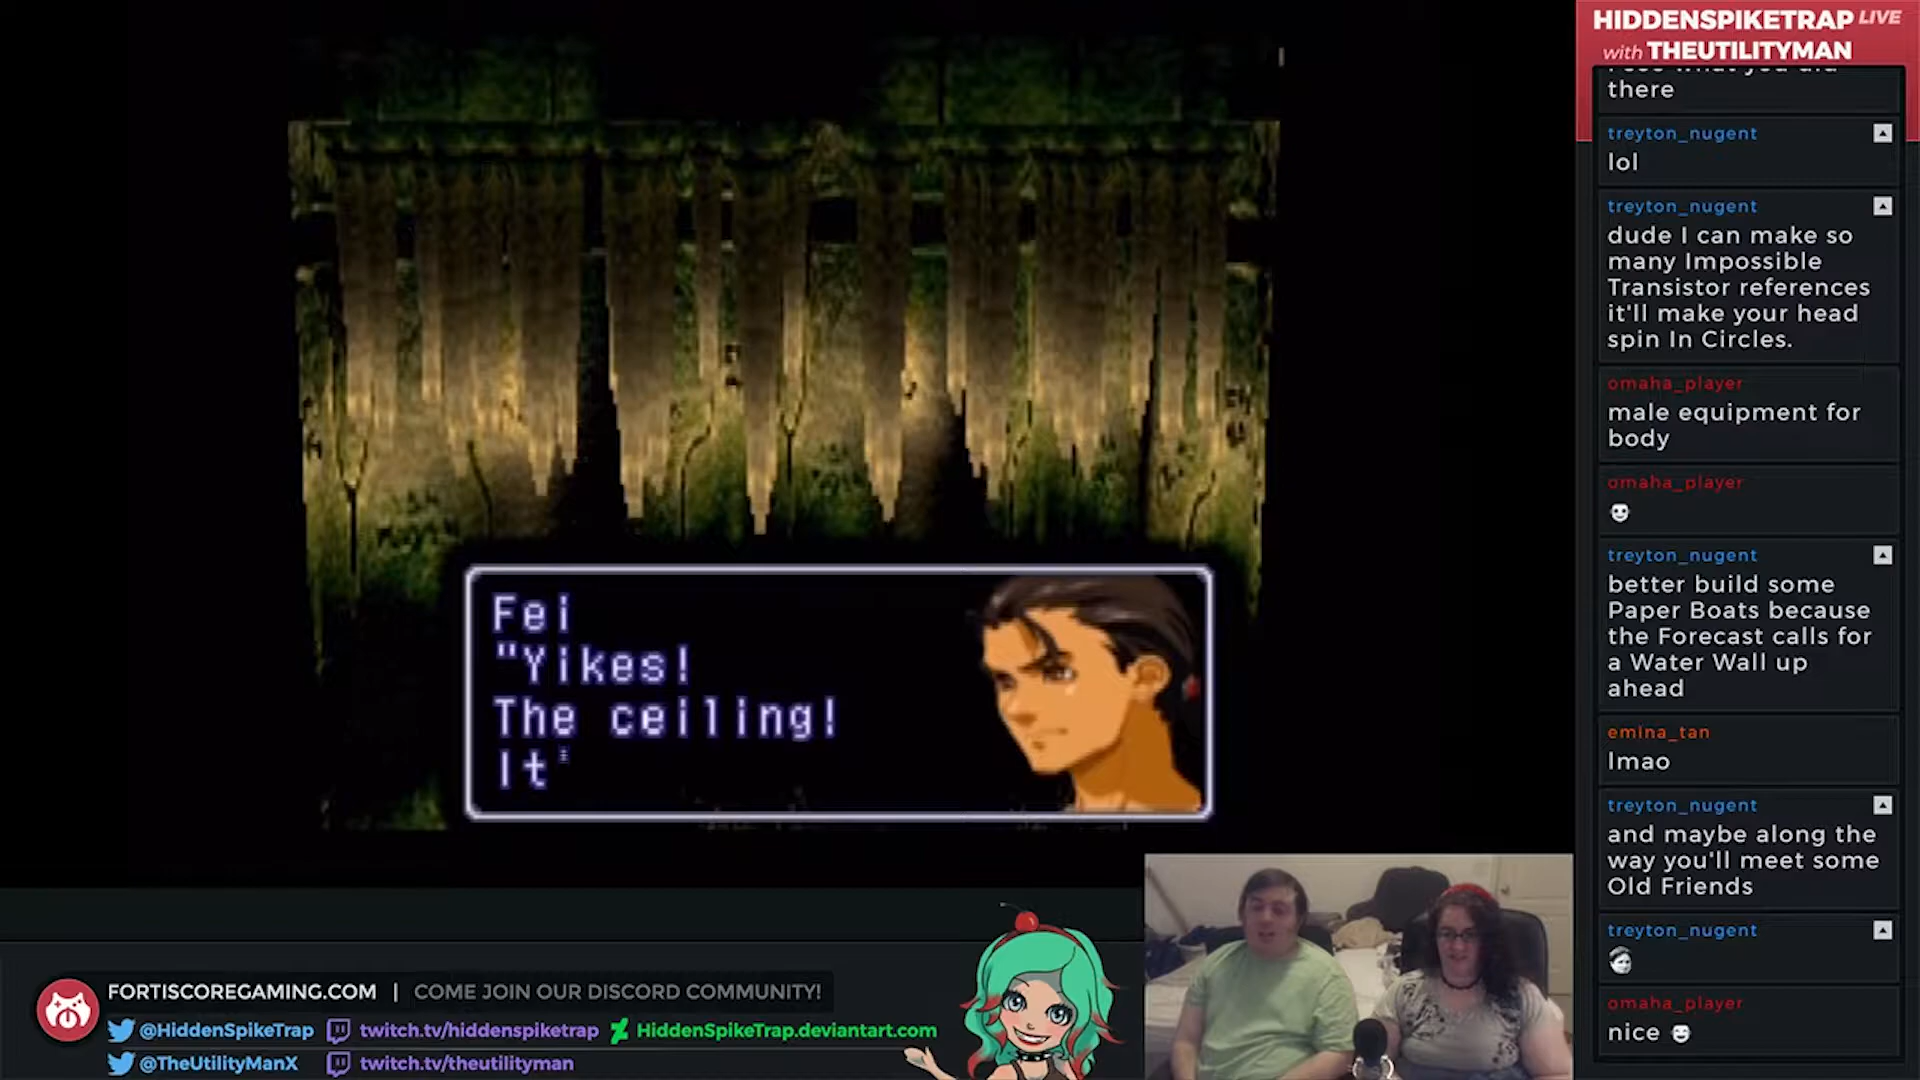 HIDDENSPIKETRAP LIVE
with THEUTILITYMAN
there
treyton_nugent
lol
treyton_nugent
dude I can make so
many Impossible
Transistor references
it'll make your head
spin In Circles.
omaha_player
male equipment for
body
omaha_player
treyton_nugent
better build some
Paper Boats because
the Forecast calls for
a Water Wall up
ahead
emina_tan
lmao
treyton_nugent
and maybe along the
way you'll meet some
Old Friends
treyton_nugent
omaha_player
nice
Fei
"Yikes!
The ceiling!
It'
FORTISCOREGAMING.COM | COME JOIN OUR DISCORD COMMUNITY!
@HiddenSpikeTrap twitch.tv/hiddenspiketrap HiddenSpikeTrap.deviantart.com
@TheUtilityManX twitch.tv/theutilityman